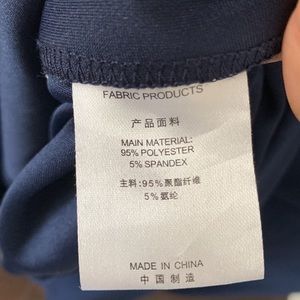 FABRIC PRODUCTS
产品面料
MAIN MATERIAL:
95% POLYESTER
5% SPANDEX
主料:95%聚酯纤维
5%氨纶
MADE IN CHINA
中国制造